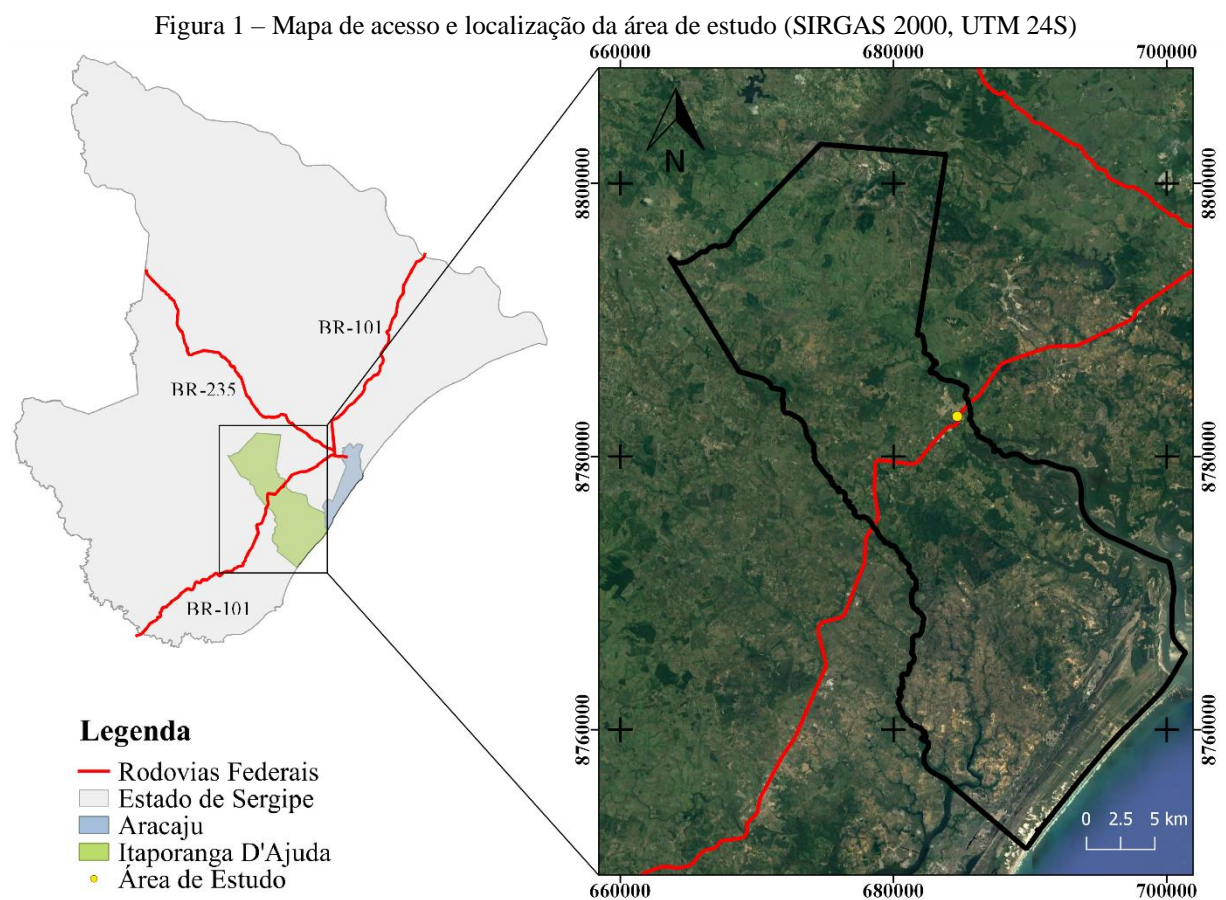 Figura 1 – Mapa de acesso e localização da área de estudo (SIRGAS 2000, UTM 24S)
660000 680000 700000
BR-101
BR-235
BR-101
Legenda
Rodovias Federais
Estado de Sergipe
Aracaju
Itaporanga D'Ajuda
Área de Estudo
N
8800000 8800000
8780000 8780000
8760000 8760000
0 2.5 5 km
660000 680000 700000